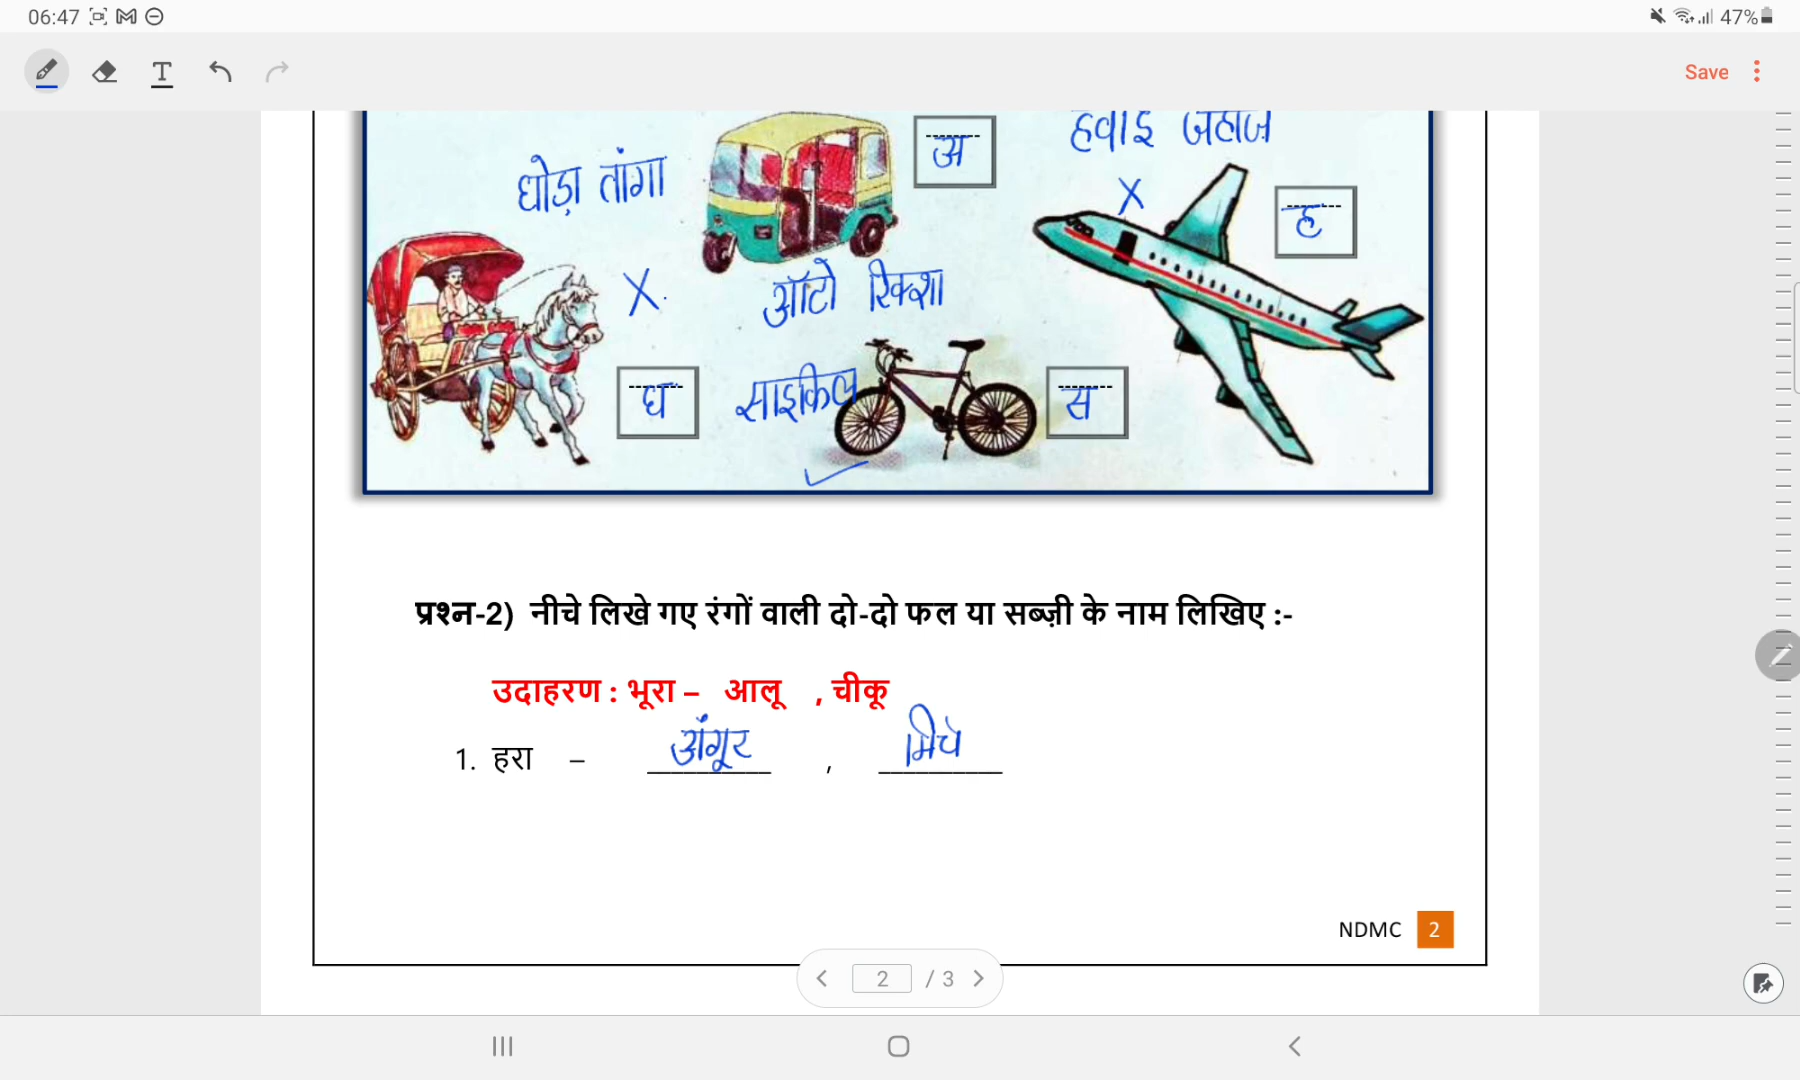 06:47 47%
T Save
अ हवाई जहाज
घोड़ा तांगा
X ह
X ऑटो रिक्शा
घ साइकिल स
प्रश्न-2) नीचे लिखे गए रंगों वाली दो-दो फल या सब्ज़ी के नाम लिखिए :-
उदाहरण : भूरा – आलू , चीकू
1. हरा – अंगूर , मिर्च
NDMC 2
2 / 3